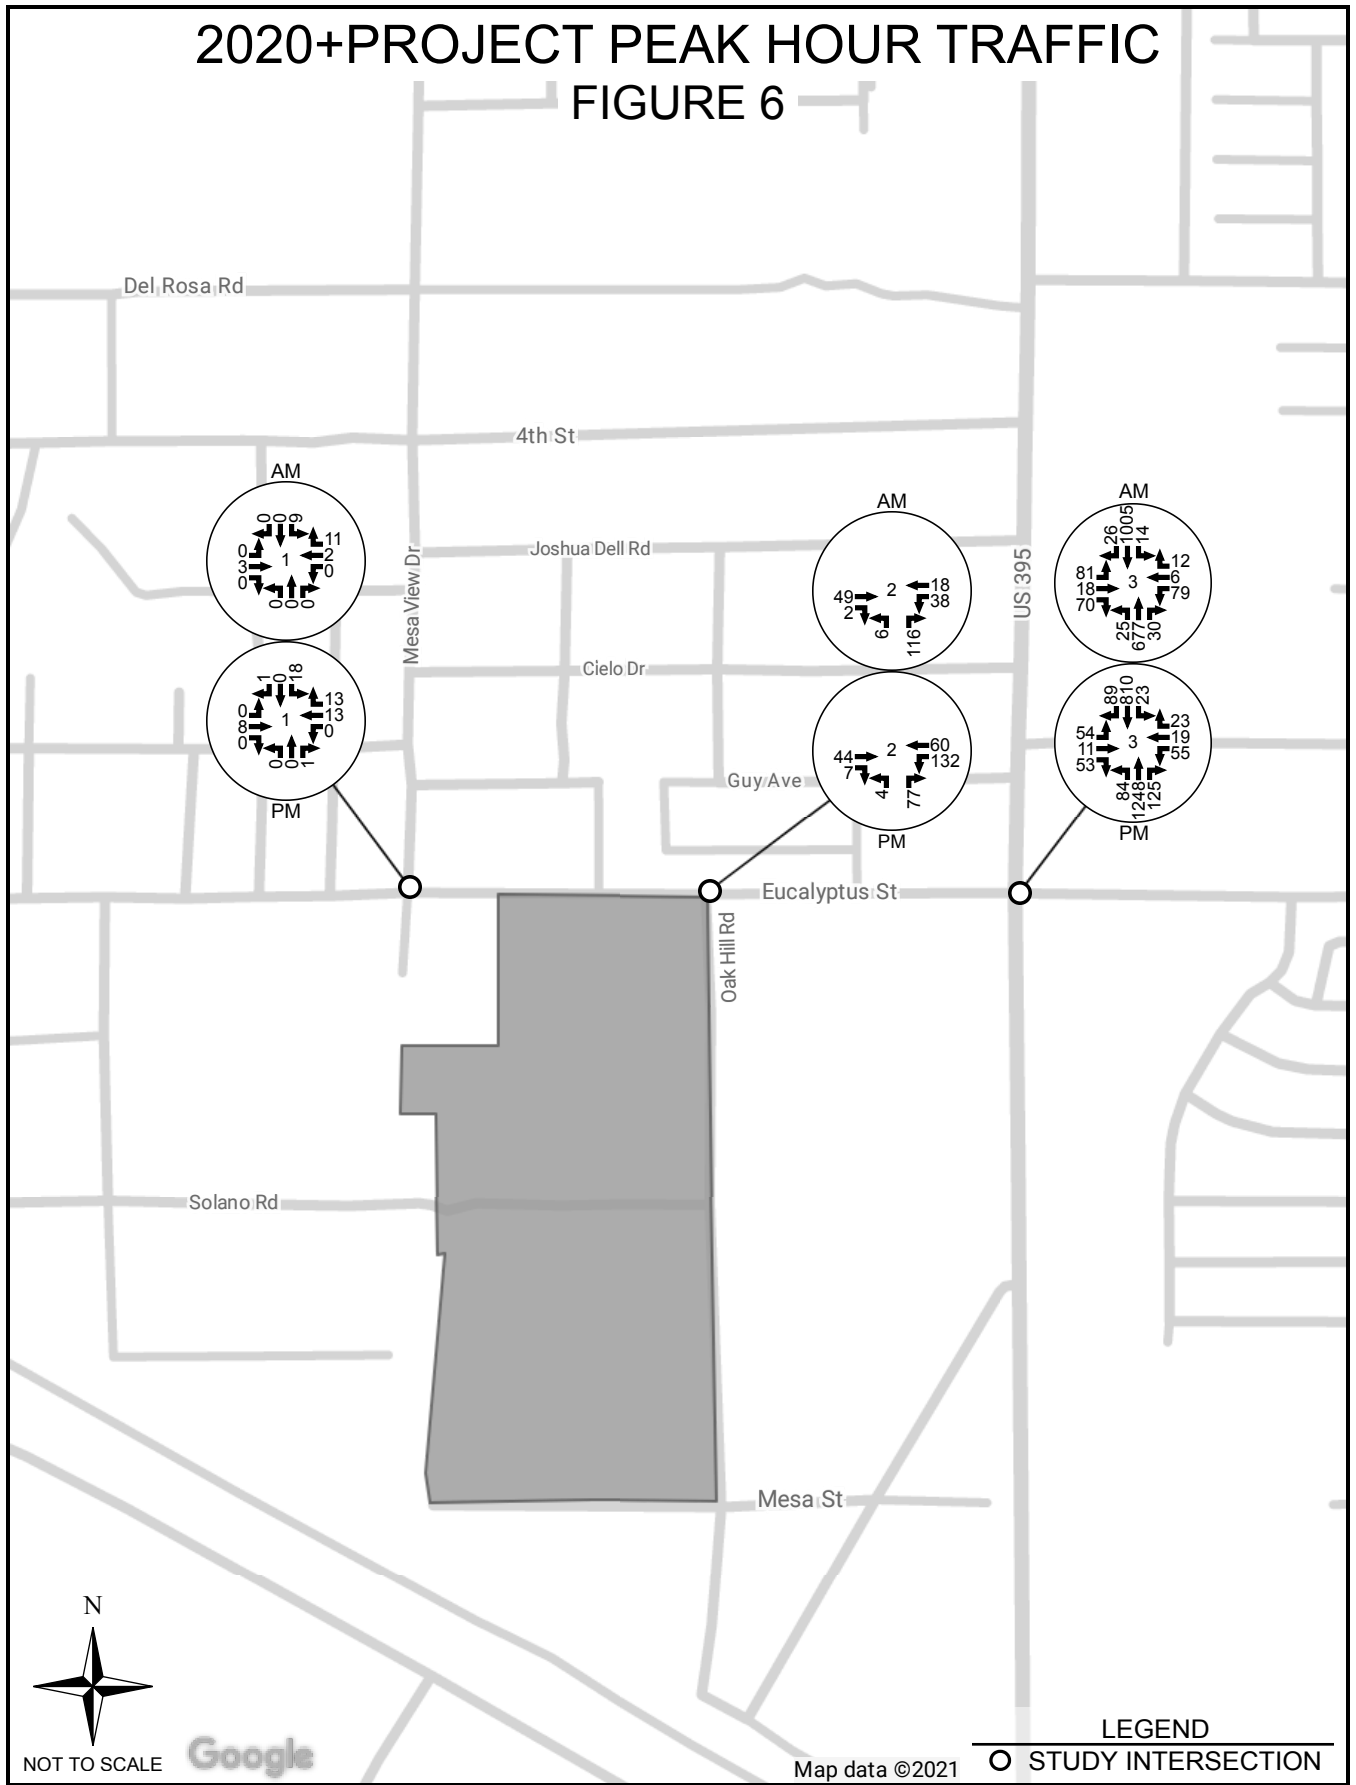 2020+PROJECT PEAK HOUR TRAFFIC
FIGURE 6
Del Rosa Rd
4th St
Joshua Dell Rd
Mesa View Dr
US 395
Cielo Dr
Guy Ave
Eucalyptus St
Oak Hill Rd
Solano Rd
Mesa St
AM
0 0 9
0 3 0
1
11 2 0
0 0 0
1 0 18
0 8 0
1
13 13 0
0 0 1
PM
AM
49 2
2
18 38
6 116
44 7
2
60 132
4 77
PM
AM
26 1005 14
81 18 70
3
12 6 79
25 677 30
89 810 23
54 11 53
3
23 19 55
84 1248 125
PM
N
NOT TO SCALE
Google
Map data ©2021
LEGEND
STUDY INTERSECTION